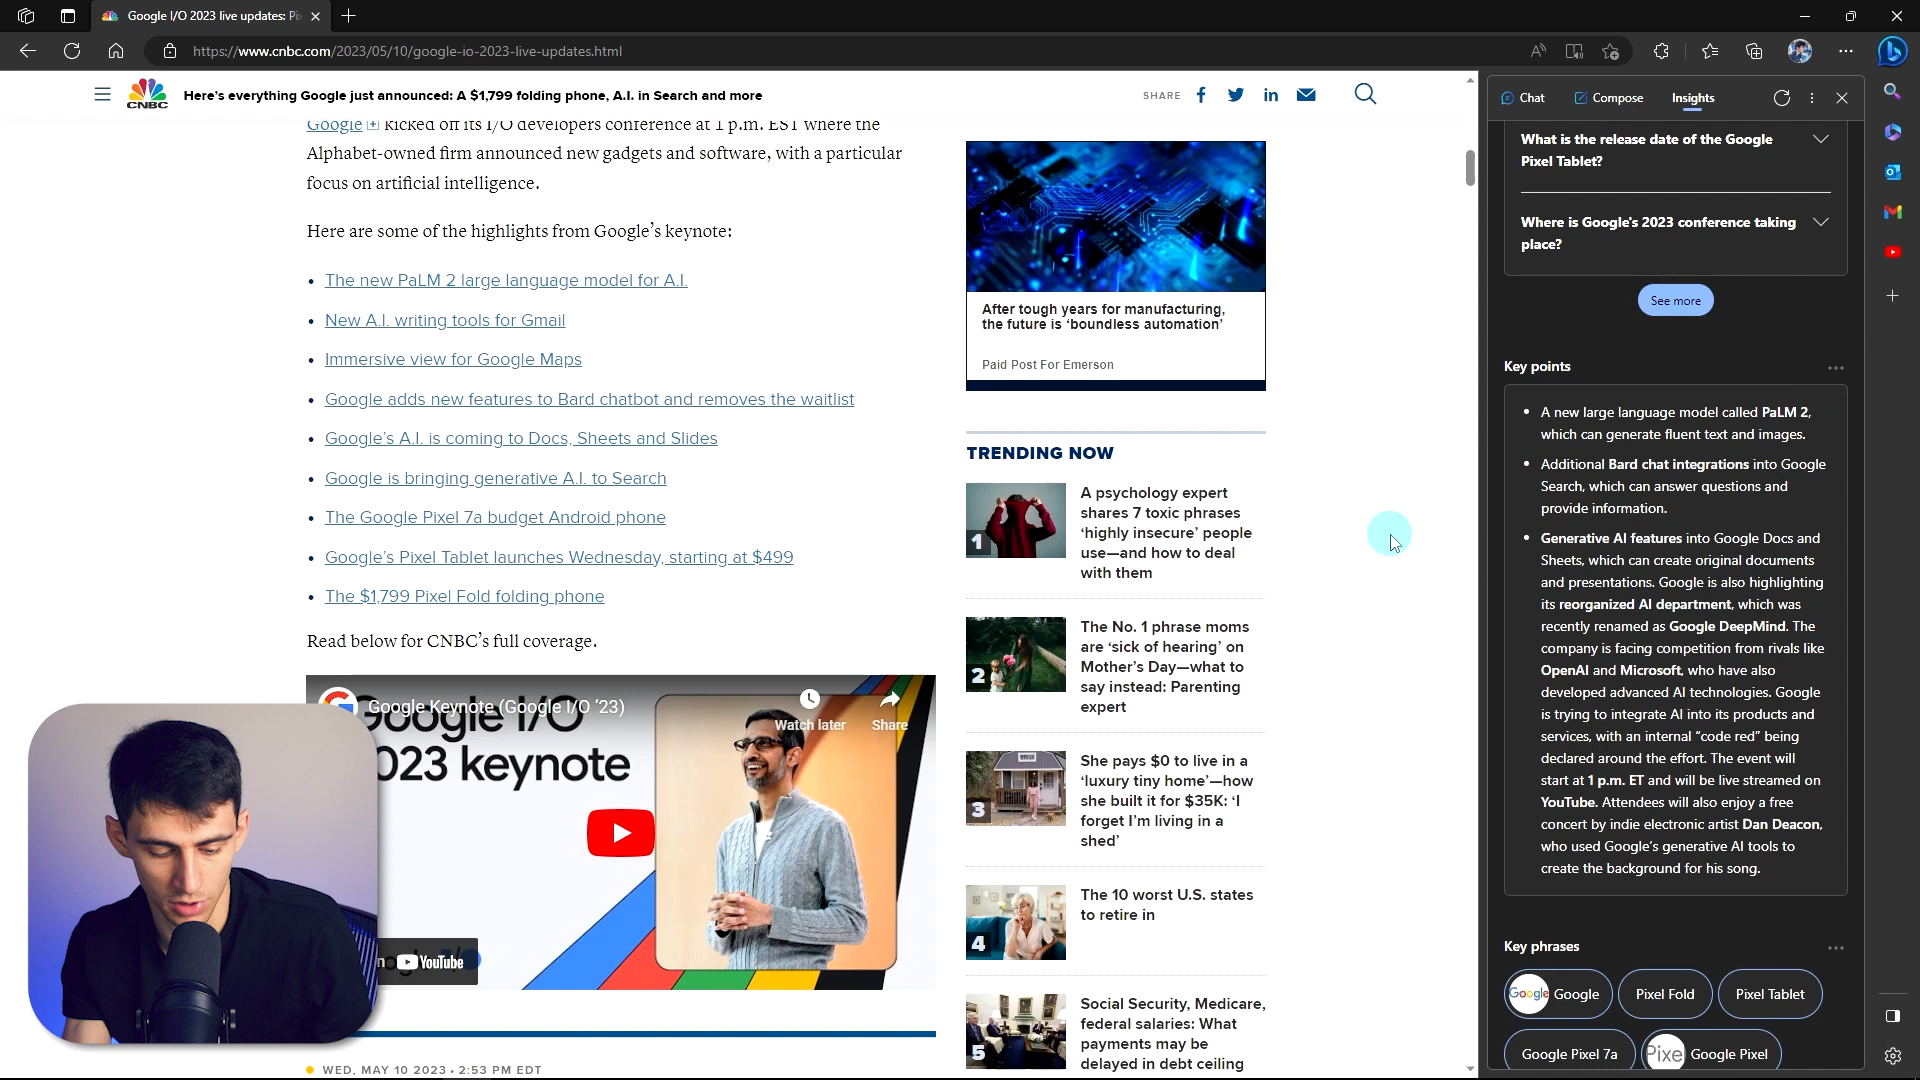 Google I/O 2023 live updates: Pi
https://www.cnbc.com/2023/05/10/google-io-2023-live-updates.html
CNBC
Here's everything Google just announced: A $1,799 folding phone, A.I. in Search and more
SHARE
Google kicked off its I/O developers conference at 1 p.m. EST where the
Alphabet-owned firm announced new gadgets and software, with a particular
focus on artificial intelligence.
Here are some of the highlights from Google's keynote:
• The new PaLM 2 large language model for A.I.
• New A.I. writing tools for Gmail
• Immersive view for Google Maps
• Google adds new features to Bard chatbot and removes the waitlist
• Google's A.I. is coming to Docs, Sheets and Slides
• Google is bringing generative A.I. to Search
• The Google Pixel 7a budget Android phone
• Google's Pixel Tablet launches Wednesday, starting at $499
• The $1,799 Pixel Fold folding phone
Read below for CNBC's full coverage.
Google Keynote (Google I/O '23)
Watch later
Share
Google I/O
2023 keynote
YouTube
WED, MAY 10 2023 • 2:53 PM EDT
After tough years for manufacturing,
the future is 'boundless automation'
Paid Post For Emerson
TRENDING NOW
1
A psychology expert
shares 7 toxic phrases
'highly insecure' people
use—and how to deal
with them
2
The No. 1 phrase moms
are 'sick of hearing' on
Mother's Day—what to
say instead: Parenting
expert
3
She pays $0 to live in a
'luxury tiny home'—how
she built it for $35K: 'I
forget I'm living in a
shed'
4
The 10 worst U.S. states
to retire in
5
Social Security, Medicare,
federal salaries: What
payments may be
delayed in debt ceiling
Chat
Compose
Insights
What is the release date of the Google
Pixel Tablet?
Where is Google's 2023 conference taking
place?
See more
Key points
• A new large language model called PaLM 2,
which can generate fluent text and images.
• Additional Bard chat integrations into Google
Search, which can answer questions and
provide information.
• Generative AI features into Google Docs and
Sheets, which can create original documents
and presentations. Google is also highlighting
its reorganized AI department, which was
recently renamed as Google DeepMind. The
company is facing competition from rivals like
OpenAI and Microsoft, who have also
developed advanced AI technologies. Google
is trying to integrate AI into its products and
services, with an internal "code red" being
declared around the effort. The event will
start at 1 p.m. ET and will be live streamed on
YouTube. Attendees will also enjoy a free
concert by indie electronic artist Dan Deacon,
who used Google's generative AI tools to
create the background for his song.
Key phrases
Google
Google
Pixel Fold
Pixel Tablet
Google Pixel 7a
Pixe
Google Pixel